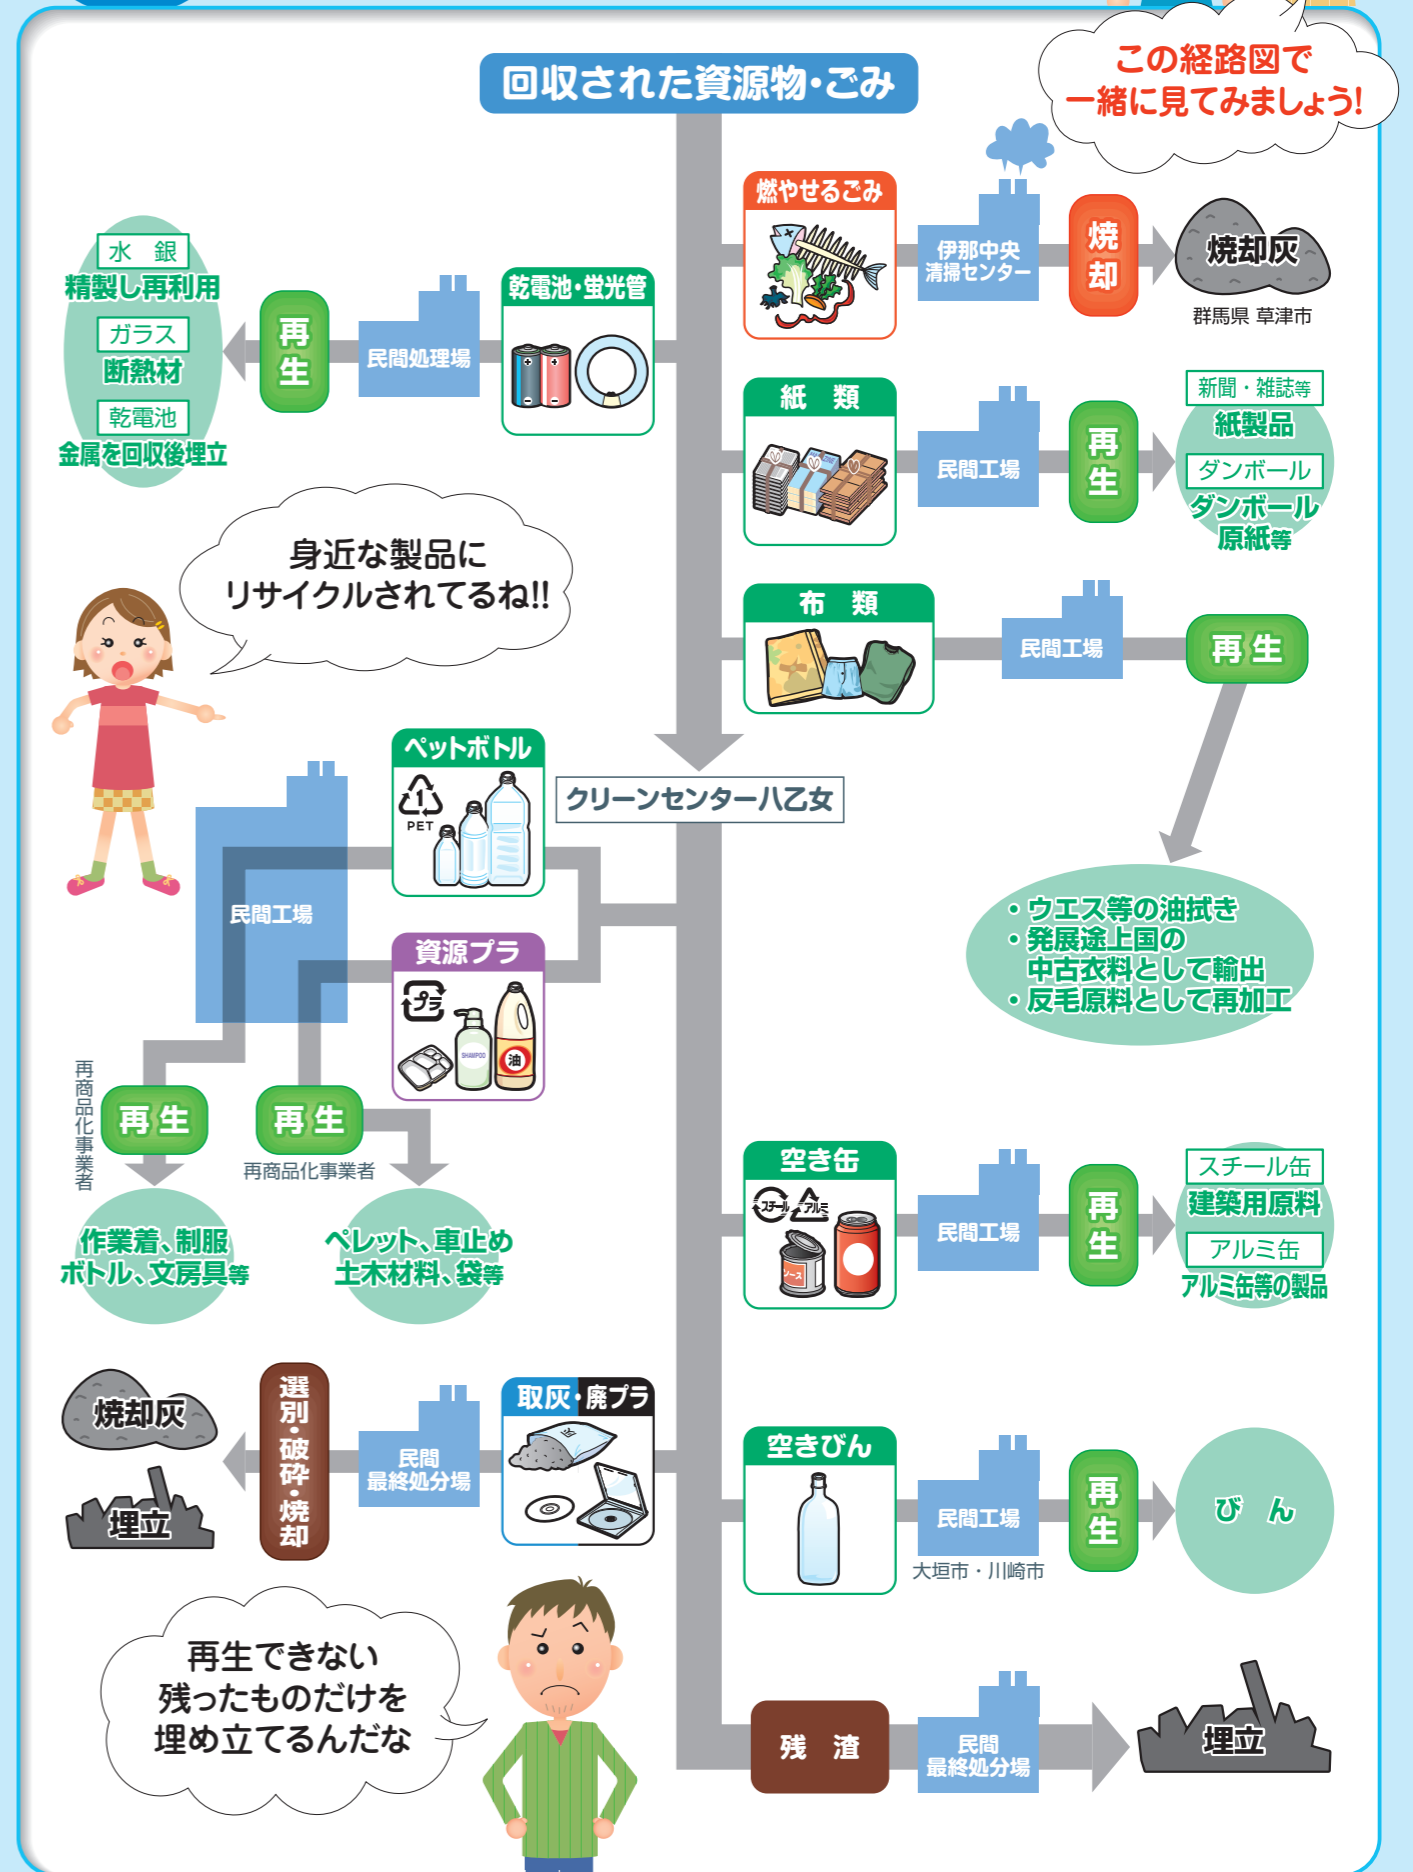 この経路図で
一緒に見てみましょう!
回収された資源物・ごみ
燃やせるごみ
伊那中央
清掃センター
焼却
焼却灰
群馬県 草津市
乾電池・蛍光管
民間処理場
再生
水 銀
精製し再利用
ガラス
断熱材
乾電池
金属を回収後埋立
紙 類
民間工場
再生
新聞・雑誌等
紙製品
ダンボール
ダンボール
原紙等
身近な製品に
リサイクルされてるね!!
布 類
民間工場
再生
・ウエス等の油拭き
・発展途上国の
中古衣料として輸出
・反毛原料として再加工
クリーンセンター八乙女
ペットボトル
1
PET
民間工場
資源プラ
プラ
SHAMPOO
油
再商品化事業者
再生
再生
再商品化事業者
作業着、制服
ボトル、文房具等
ペレット、車止め
土木材料、袋等
空き缶
スチール
アルミ
ソース
民間工場
再生
スチール缶
建築用原料
アルミ缶
アルミ缶等の製品
取灰・廃プラ
灰
民間
最終処分場
選別・破砕・焼却
焼却灰
埋立
空きびん
民間工場
大垣市・川崎市
再生
び ん
再生できない
残ったものだけを
埋め立てるんだな
残 渣
民間
最終処分場
埋立